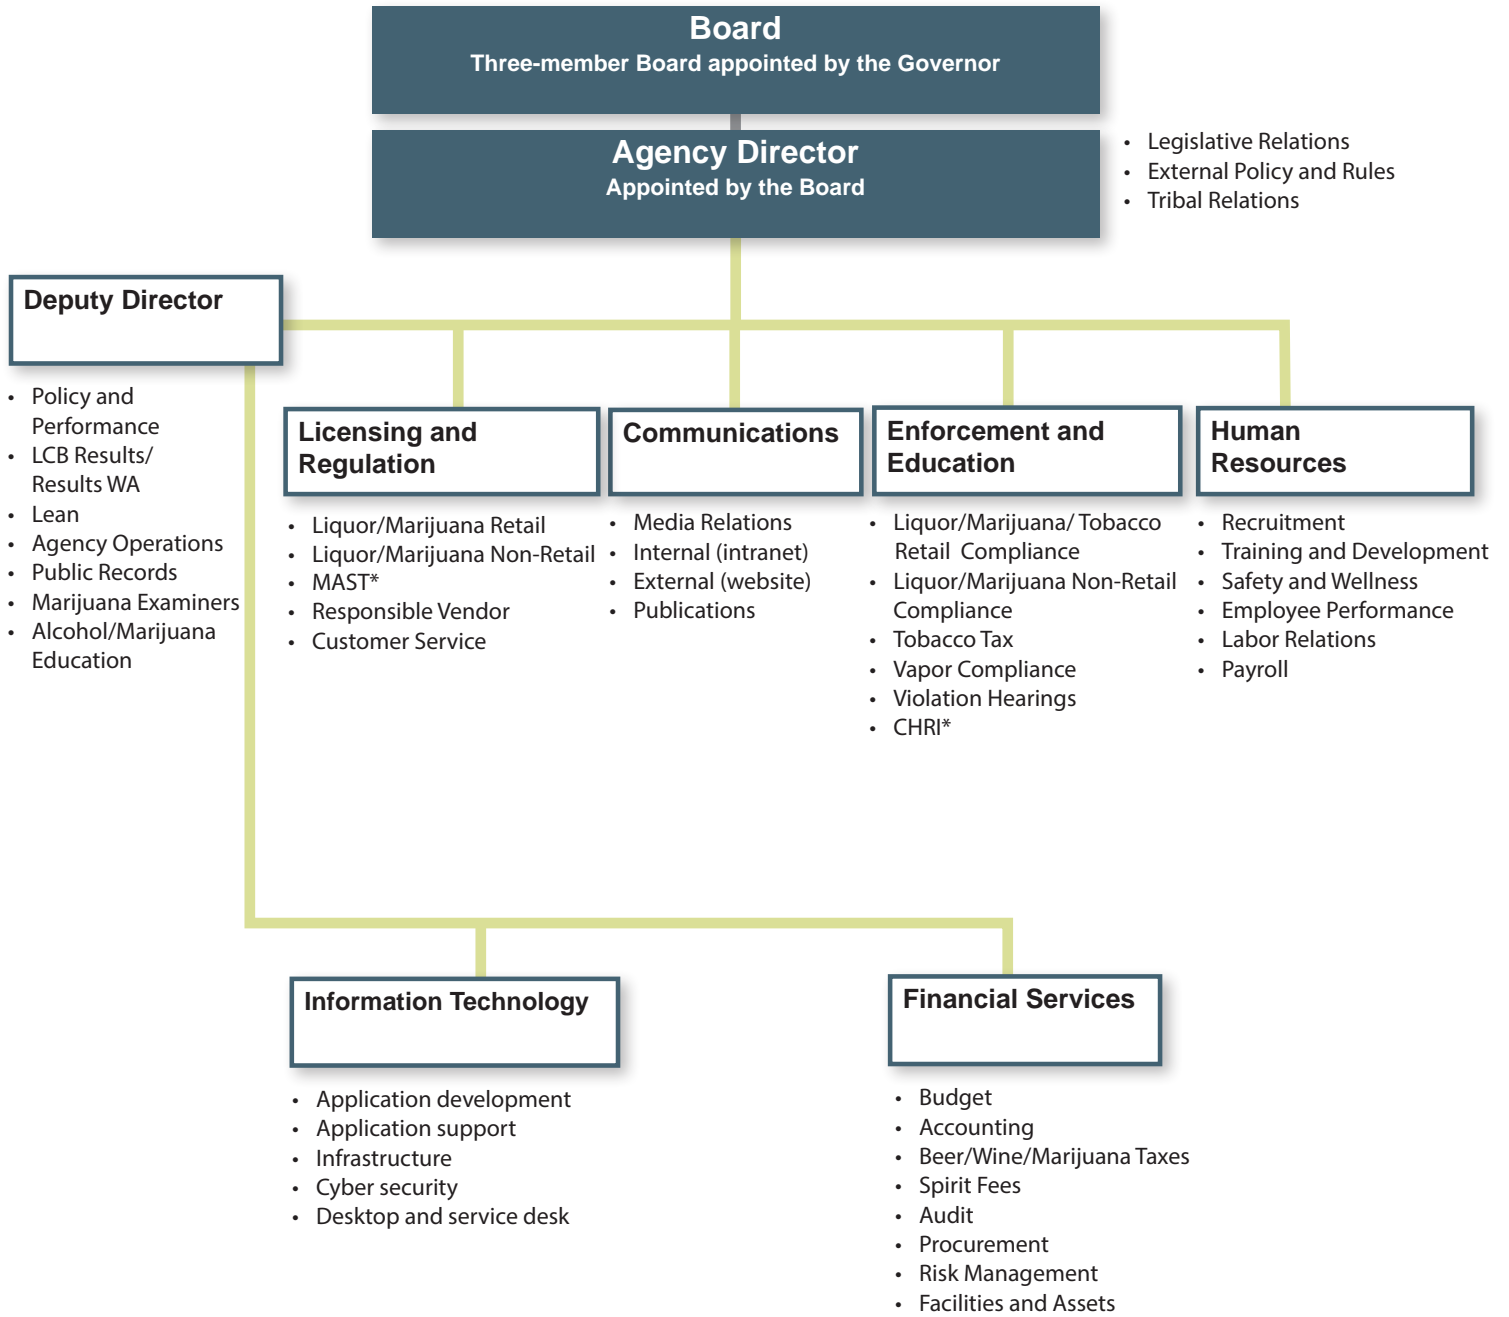 Board
Three-member Board appointed by the Governor
Agency Director
Appointed by the Board
• Legislative Relations
• External Policy and Rules
• Tribal Relations
Deputy Director
• Policy and
Performance
• LCB Results/
Results WA
• Lean
• Agency Operations
• Public Records
• Marijuana Examiners
• Alcohol/Marijuana
Education
Licensing and
Regulation
• Liquor/Marijuana Retail
• Liquor/Marijuana Non-Retail
• MAST*
• Responsible Vendor
• Customer Service
Communications
• Media Relations
• Internal (intranet)
• External (website)
• Publications
Enforcement and
Education
• Liquor/Marijuana/ Tobacco
Retail Compliance
• Liquor/Marijuana Non-Retail
Compliance
• Tobacco Tax
• Vapor Compliance
• Violation Hearings
• CHRI*
Human
Resources
• Recruitment
• Training and Development
• Safety and Wellness
• Employee Performance
• Labor Relations
• Payroll
Information Technology
• Application development
• Application support
• Infrastructure
• Cyber security
• Desktop and service desk
Financial Services
• Budget
• Accounting
• Beer/Wine/Marijuana Taxes
• Spirit Fees
• Audit
• Procurement
• Risk Management
• Facilities and Assets